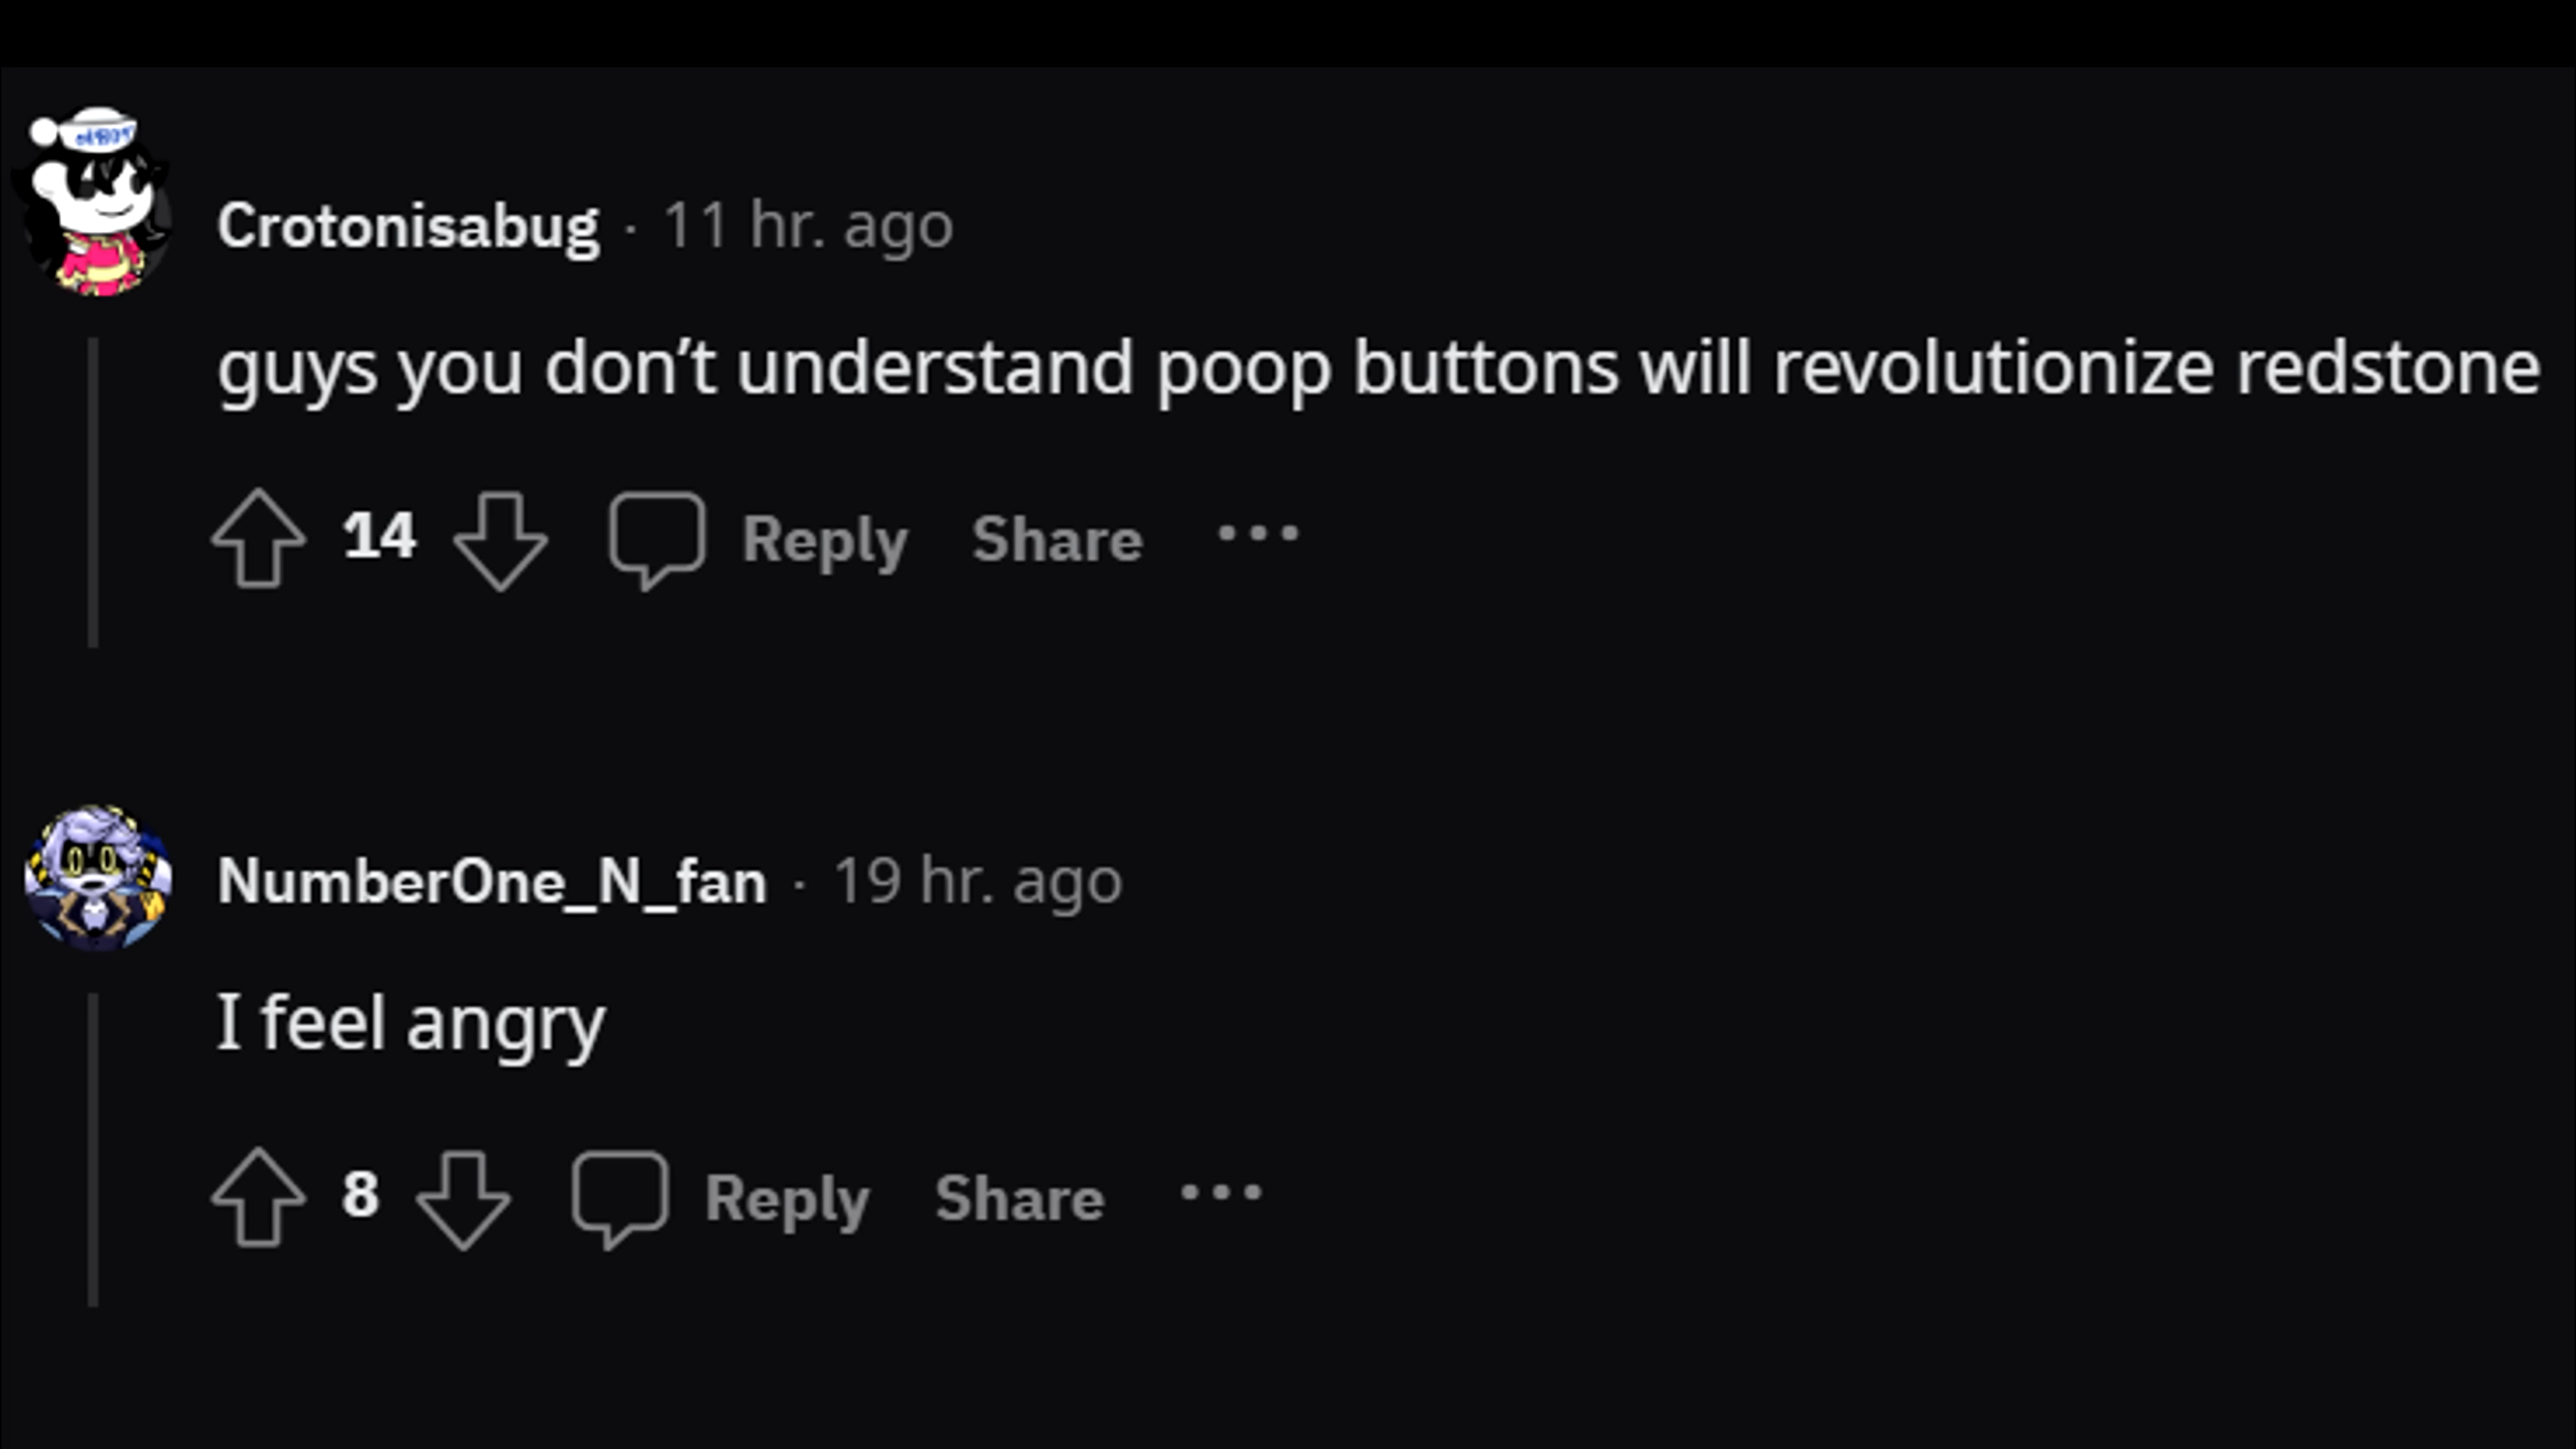 Crotonisabug · 11 hr. ago
guys you don’t understand poop buttons will revolutionize redstone
14 Reply Share ...
NumberOne_N_fan · 19 hr. ago
I feel angry
8 Reply Share ...